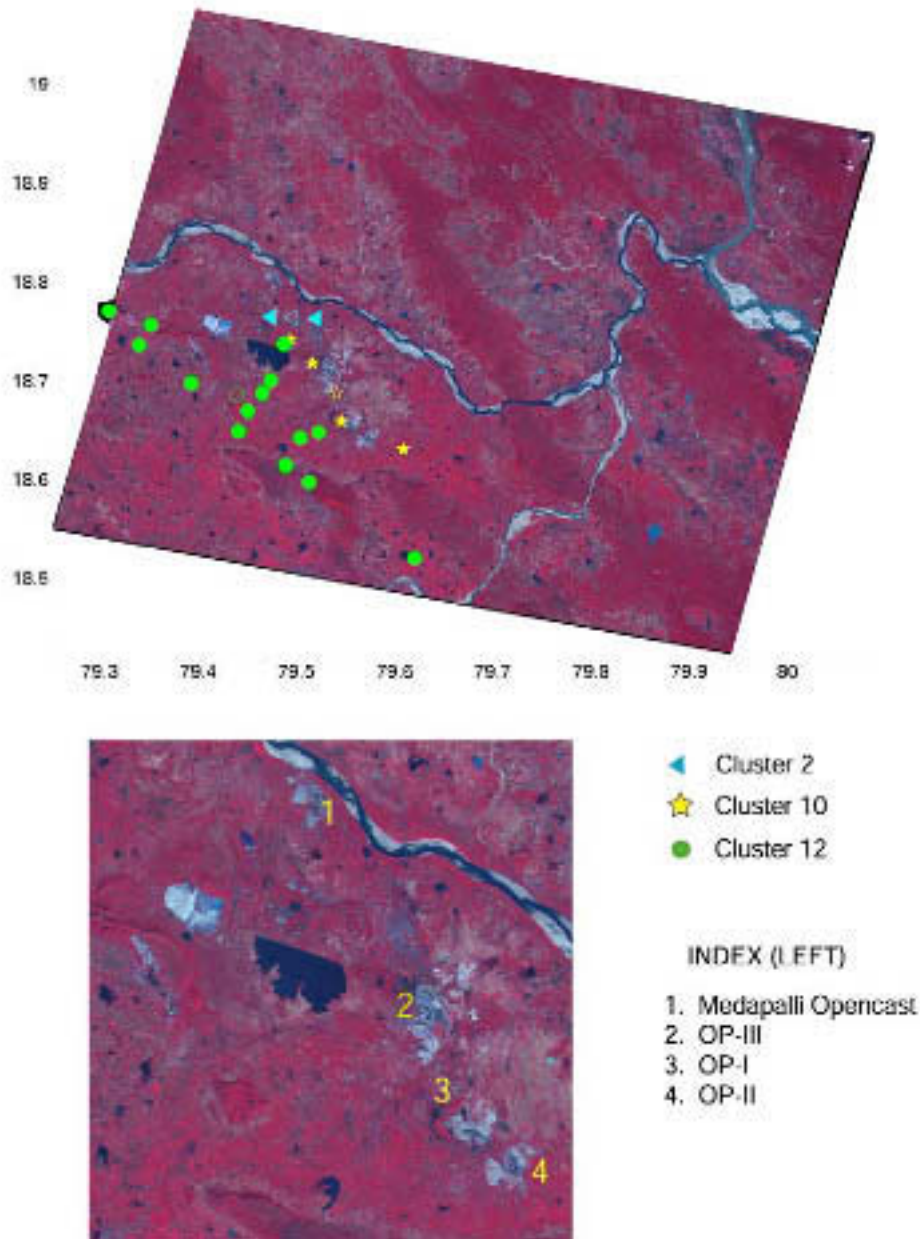 19
18.9
18.8
18.7
18.6
18.5
79.3 79.4 79.5 79.6 79.7 79.8 79.9 80
Cluster 2
Cluster 10
Cluster 12
1
2
3
4
INDEX (LEFT)
1. Medapalli Opencast
2. OP-III
3. OP-I
4. OP-II